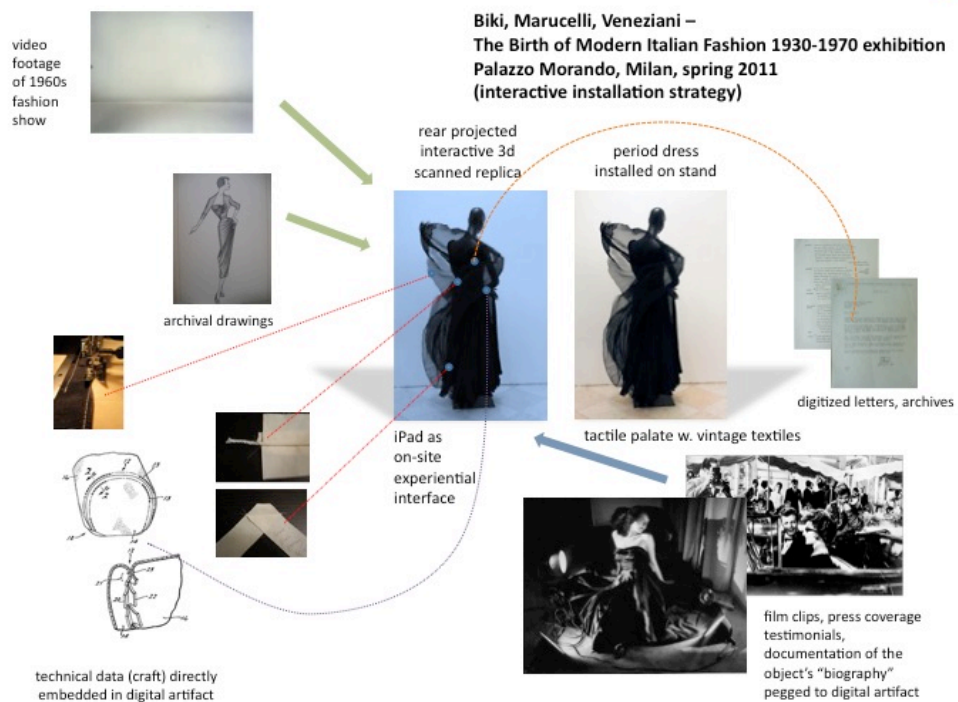 Biki, Marucelli, Veneziani –
The Birth of Modern Italian Fashion 1930-1970 exhibition
Palazzo Morando, Milan, spring 2011
(interactive installation strategy)
video
footage
of 1960s
fashion
show
rear projected
interactive 3d
scanned replica
period dress
installed on stand
archival drawings
digitized letters, archives
iPad as
on-site
experiential
interface
tactile palate w. vintage textiles
technical data (craft) directly
embedded in digital artifact
film clips, press coverage
testimonials,
documentation of the
object's "biography"
pegged to digital artifact